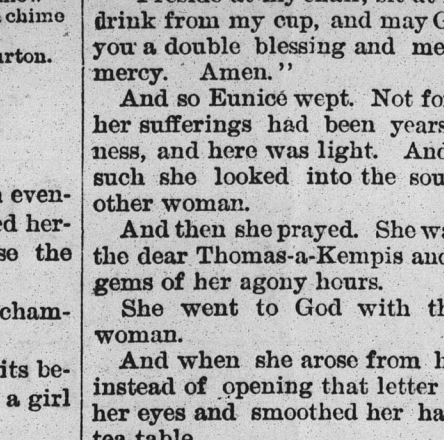 chime
urton.
even-
ed her-
se the
cham-
its be-
a girl
drink from my cup, and may G
you a double blessing and me
mercy. Amen."
And so Eunice wept. Not fo
her sufferings had been years
ness, and here was light. And
such she looked into the sou
other woman.
And then she prayed. She wa
the dear Thomas-a-Kempis and
gems of her agony hours.
She went to God with th
woman.
And when she arose from h
instead of opening that letter
her eyes and smoothed her ha
tea table.